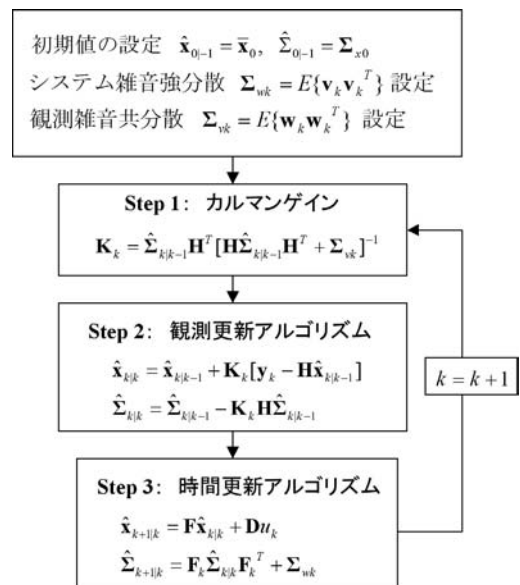 初期値の設定 x̂₀|₋₁ = x̄₀, Σ̂₀|₋₁ = Σₓ₀
システム雑音強分散 Σ_{wk} = E{v_k v_k^T} 設定
観測雑音共分散 Σ_{vk} = E{w_k w_k^T} 設定
Step 1: カルマンゲイン
K_k = Σ̂_{k|k-1} H^T [H Σ̂_{k|k-1} H^T + Σ_{vk}]^{-1}
Step 2: 観測更新アルゴリズム
x̂_{k|k} = x̂_{k|k-1} + K_k [y_k − H x̂_{k|k-1}]
Σ̂_{k|k} = Σ̂_{k|k-1} − K_k H Σ̂_{k|k-1}
k = k + 1
Step 3: 時間更新アルゴリズム
x̂_{k+1|k} = F x̂_{k|k} + D u_k
Σ̂_{k+1|k} = F_k Σ̂_{k|k} F_k^T + Σ_{wk}